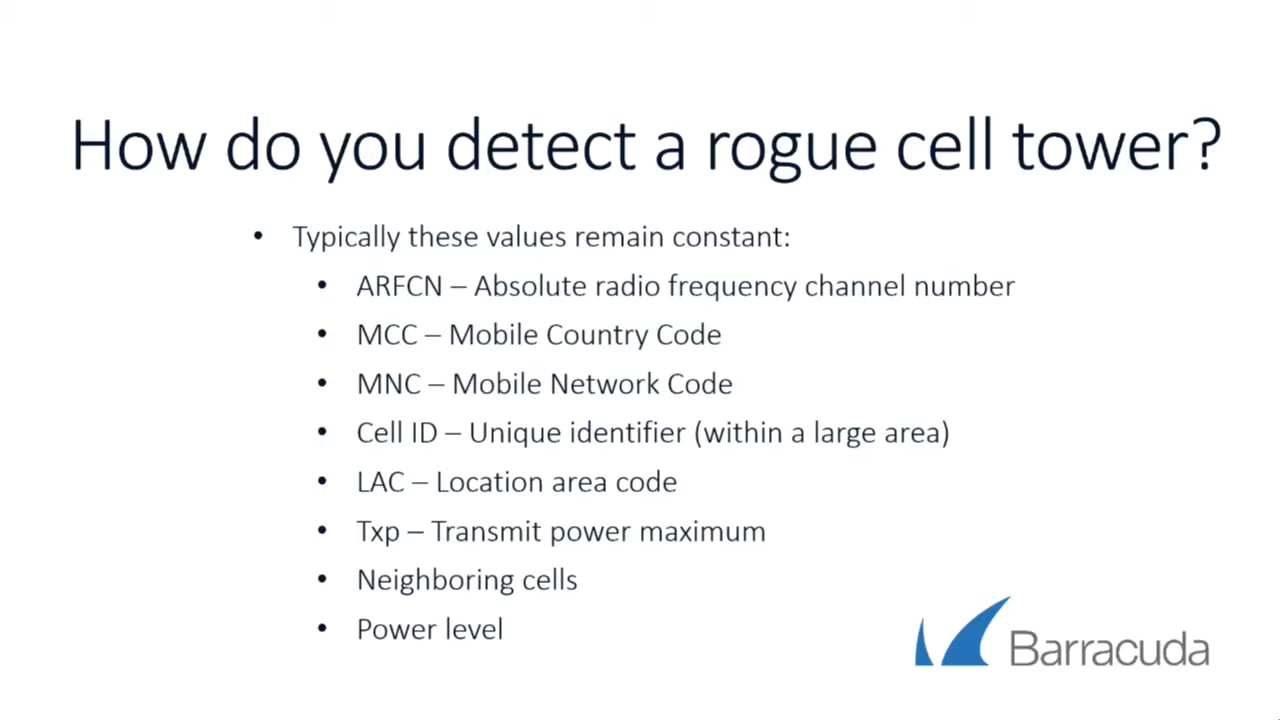 How do you detect a rogue cell tower?
• Typically these values remain constant:
• ARFCN – Absolute radio frequency channel number
• MCC – Mobile Country Code
• MNC – Mobile Network Code
• Cell ID – Unique identifier (within a large area)
• LAC – Location area code
• Txp – Transmit power maximum
• Neighboring cells
• Power level
Barracuda